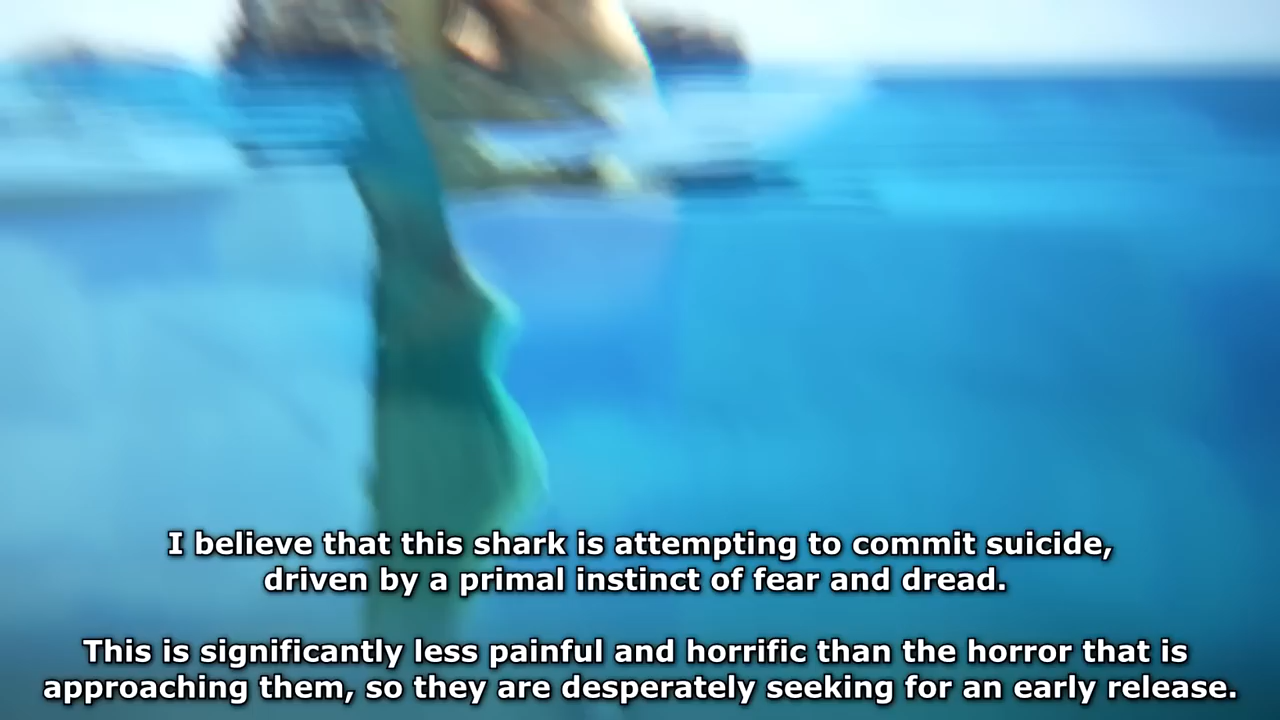 I believe that this shark is attempting to commit suicide,
driven by a primal instinct of fear and dread.
This is significantly less painful and horrific than the horror that is
approaching them, so they are desperately seeking for an early release.